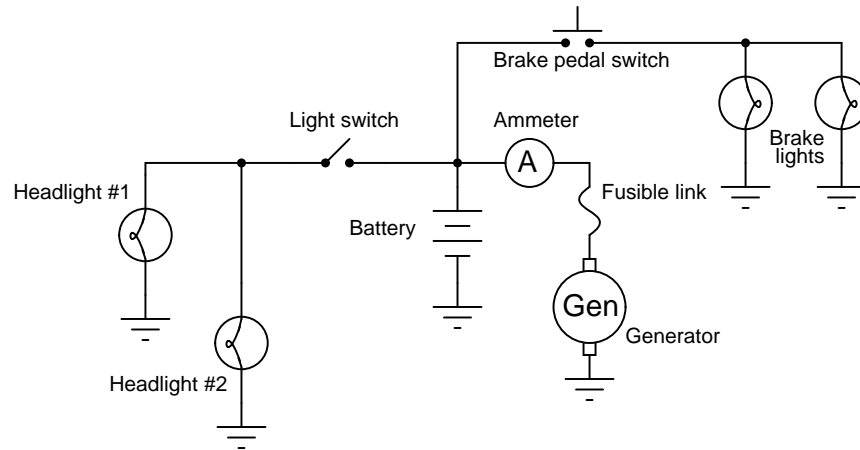 Brake pedal switch
Light switch
Ammeter
A
Brake
lights
Headlight #1
Fusible link
Battery
Gen
Generator
Headlight #2